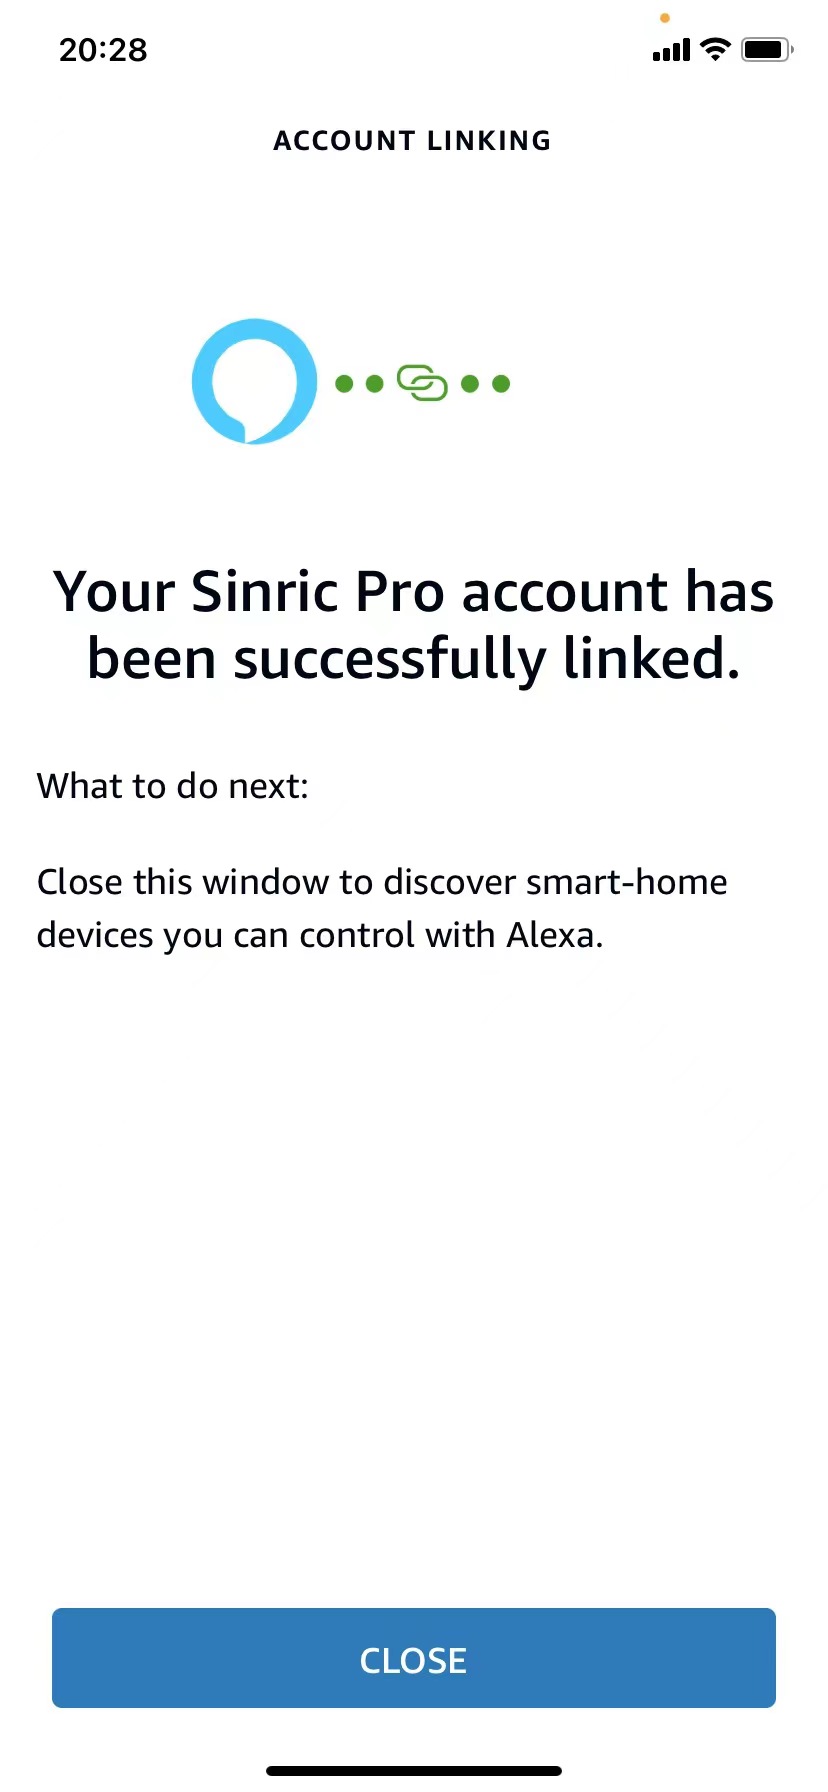 20:28
ACCOUNT LINKING
Your Sinric Pro account has
been successfully linked.
What to do next:
Close this window to discover smart-home
devices you can control with Alexa.
CLOSE